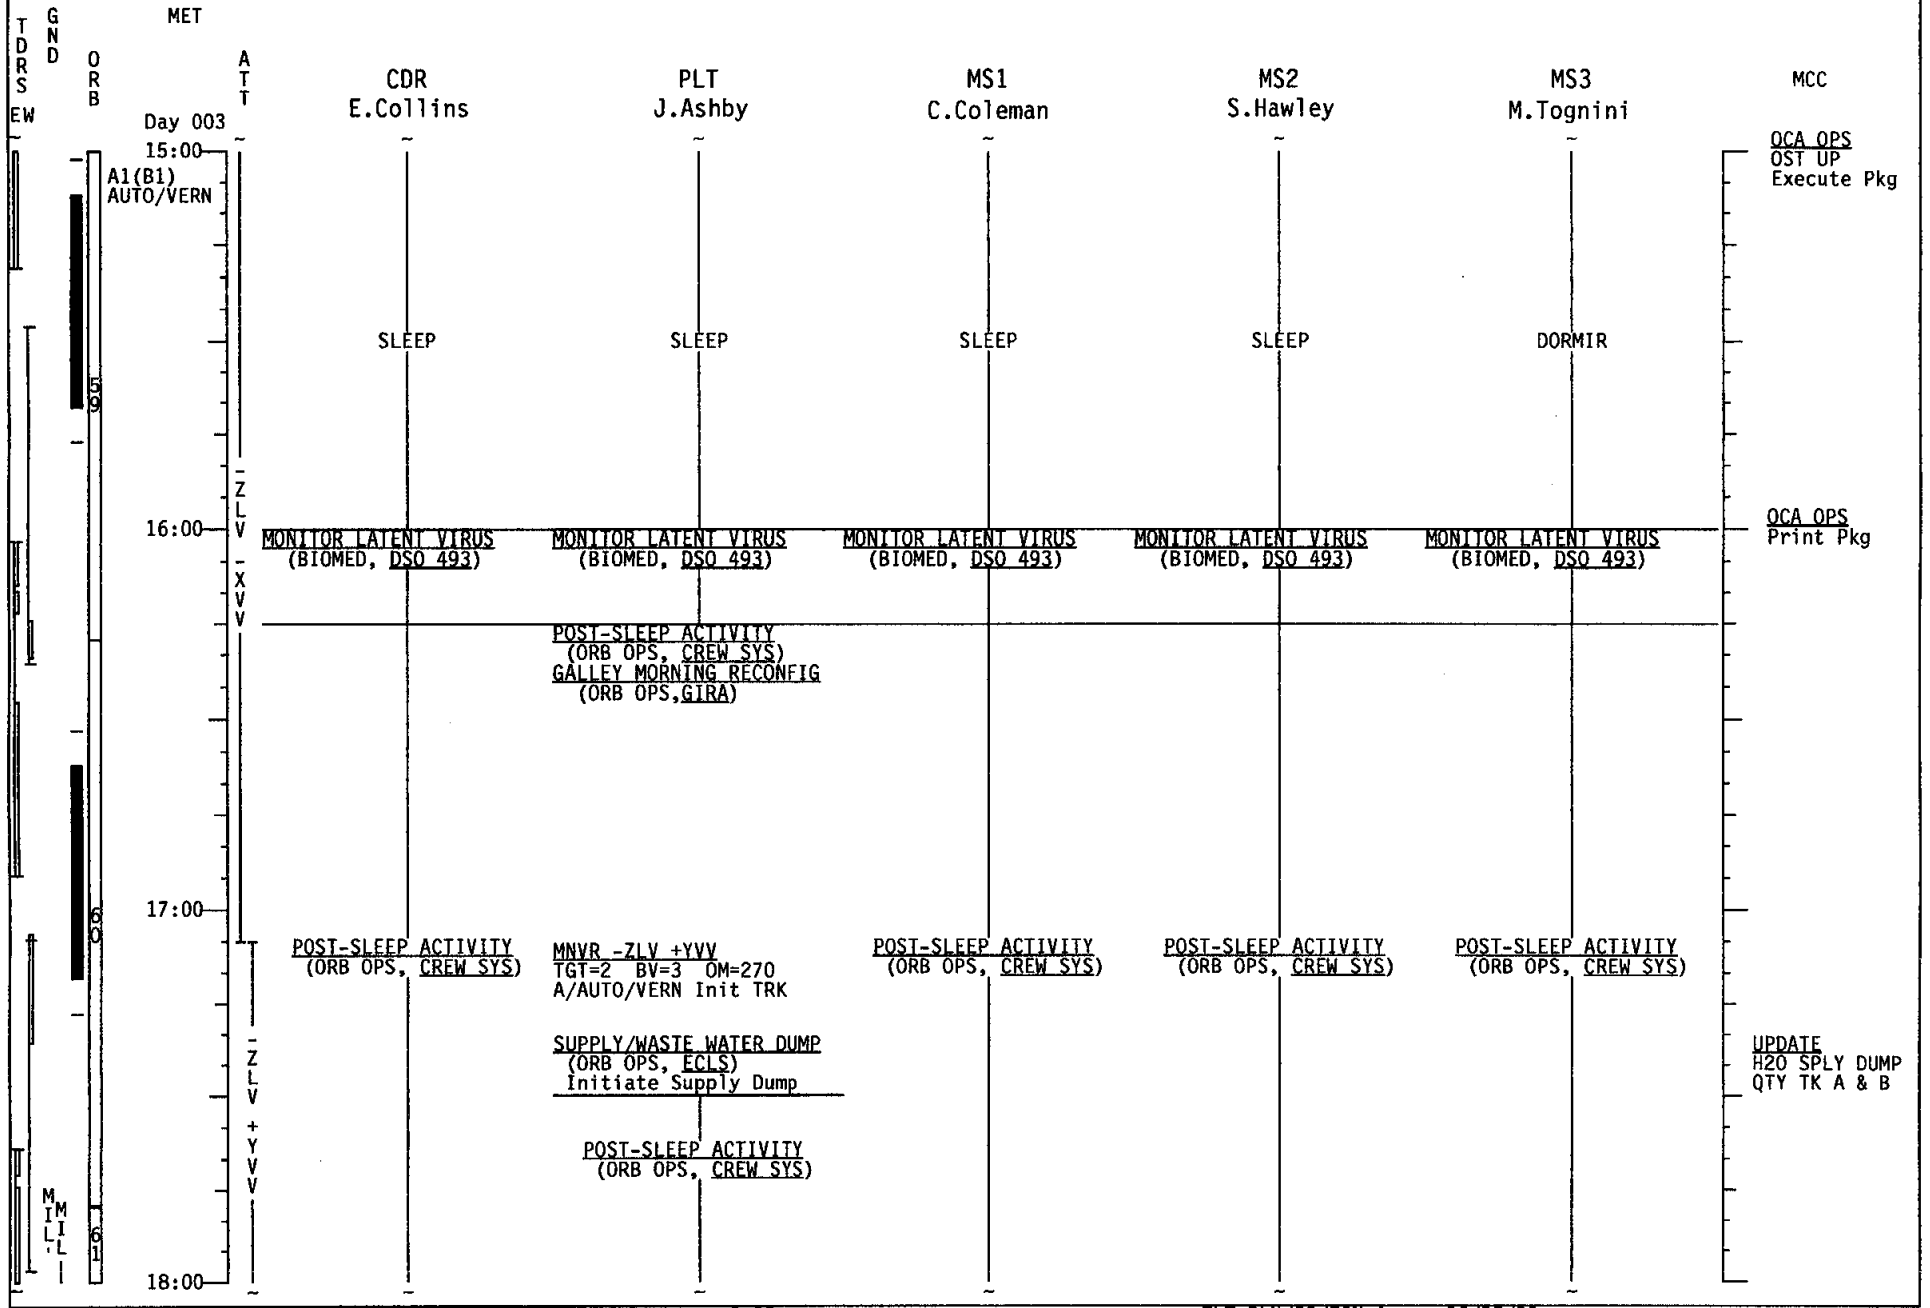 TDRS
GND
MET
ORB
ATT
EW
CDR
E.Collins
PLT
J.Ashby
MS1
C.Coleman
MS2
S.Hawley
MS3
M.Tognini
MCC
Day 003
15:00
A1(B1)
AUTO/VERN
OCA OPS
OST UP
Execute Pkg
SLEEP
SLEEP
SLEEP
SLEEP
DORMIR
59
-ZLV -XVV
16:00
MONITOR LATENT VIRUS
(BIOMED, DSO 493)
MONITOR LATENT VIRUS
(BIOMED, DSO 493)
MONITOR LATENT VIRUS
(BIOMED, DSO 493)
MONITOR LATENT VIRUS
(BIOMED, DSO 493)
MONITOR LATENT VIRUS
(BIOMED, DSO 493)
OCA OPS
Print Pkg
POST-SLEEP ACTIVITY
(ORB OPS, CREW SYS)
GALLEY MORNING RECONFIG
(ORB OPS,GIRA)
17:00
60
POST-SLEEP ACTIVITY
(ORB OPS, CREW SYS)
MNVR -ZLV +YVV
TGT=2 BV=3 OM=270
A/AUTO/VERN Init TRK
POST-SLEEP ACTIVITY
(ORB OPS, CREW SYS)
POST-SLEEP ACTIVITY
(ORB OPS, CREW SYS)
POST-SLEEP ACTIVITY
(ORB OPS, CREW SYS)
SUPPLY/WASTE WATER DUMP
(ORB OPS, ECLS)
Initiate Supply Dump
UPDATE
H2O SPLY DUMP
QTY TK A & B
-ZLV +YVV
POST-SLEEP ACTIVITY
(ORB OPS, CREW SYS)
MIL
MIL
61
18:00